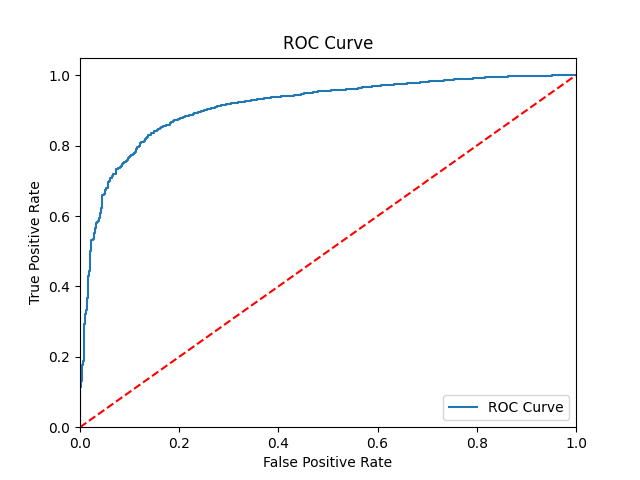 ROC Curve
True Positive Rate
1.0
0.8
0.6
0.4
0.2
0.0
0.0 0.2 0.4 0.6 0.8 1.0
False Positive Rate
ROC Curve